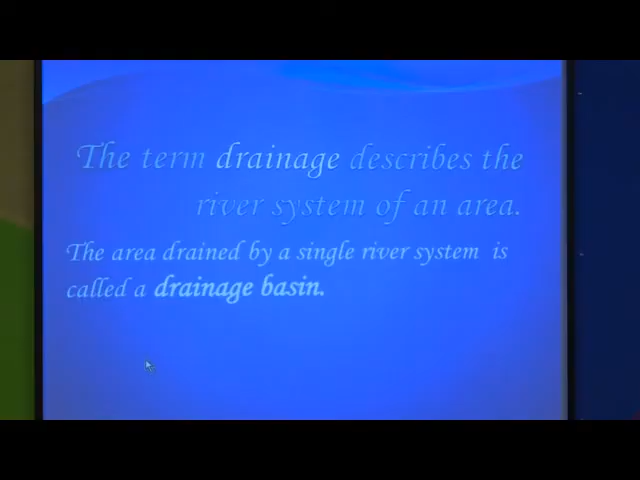 The term drainage describes the
river system of an area.
The area drained by a single river system is
called a drainage basin.